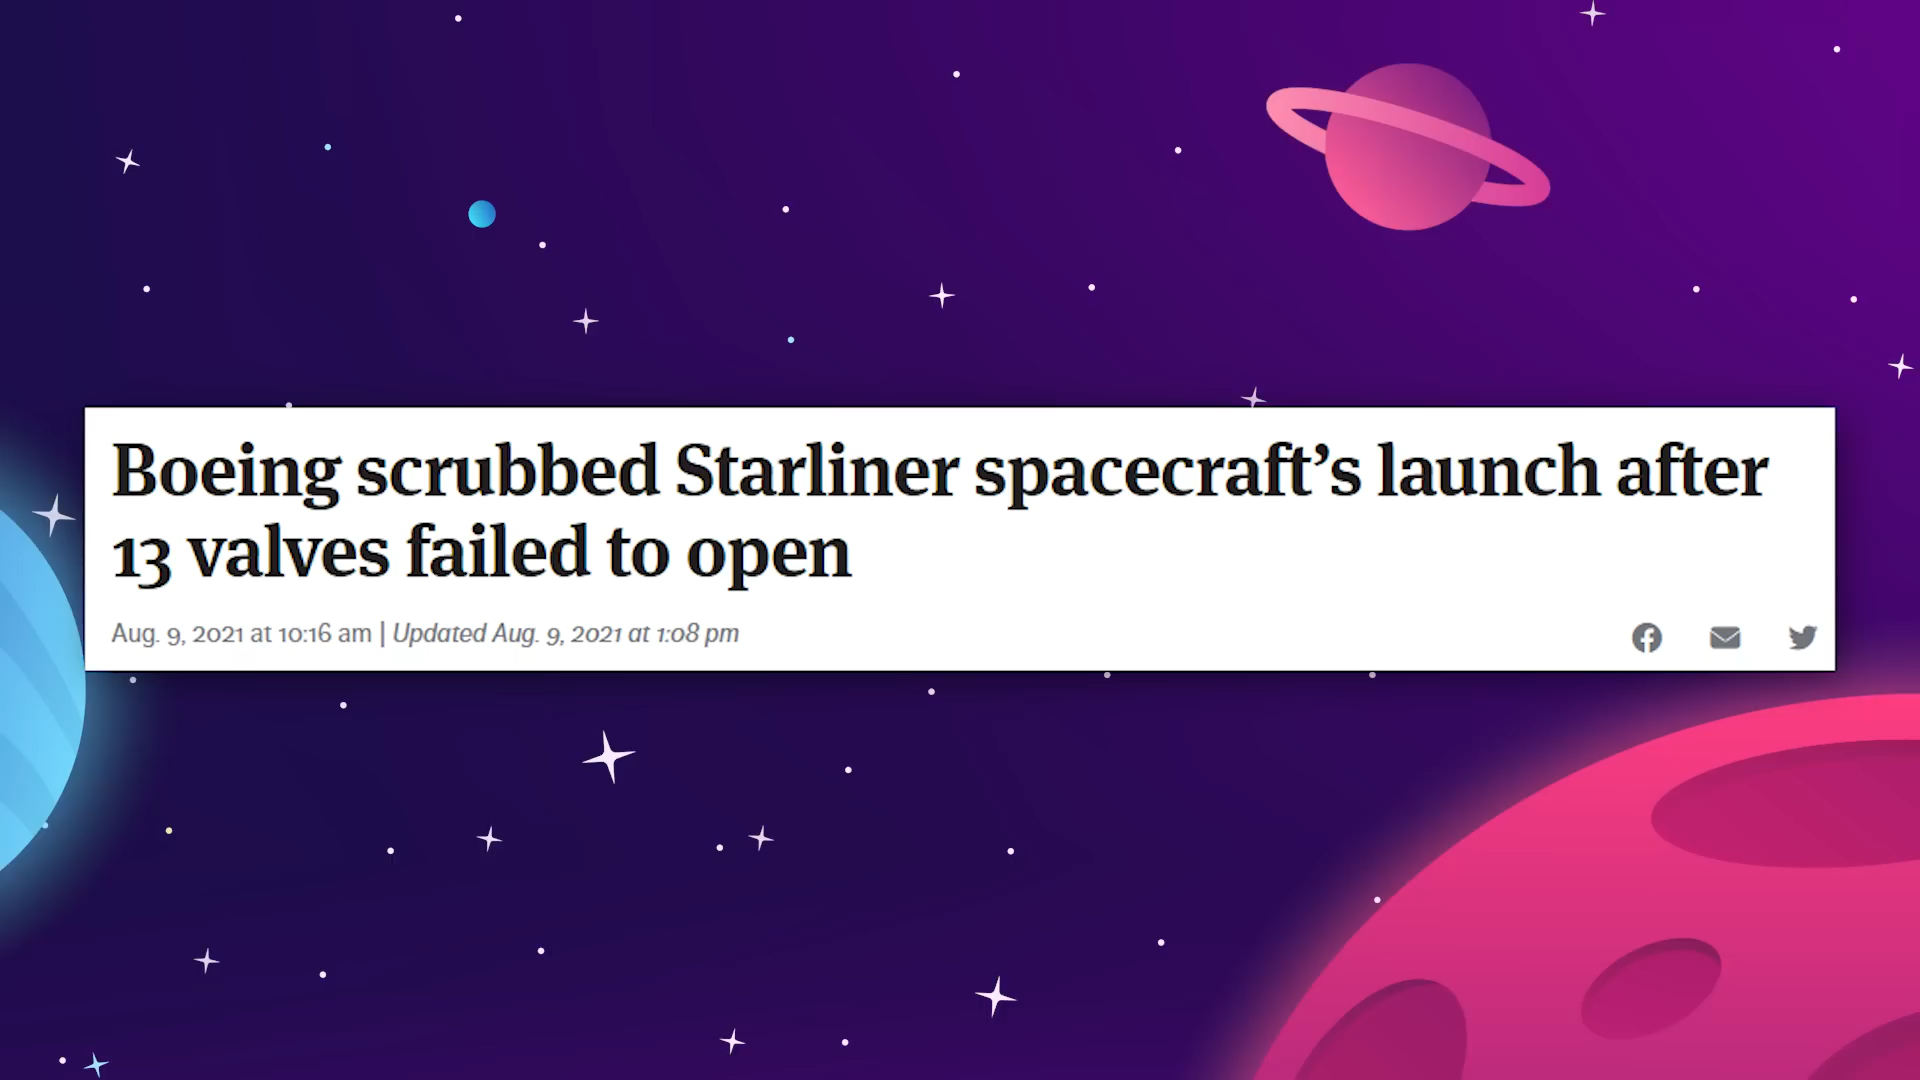 Boeing scrubbed Starliner spacecraft’s launch after
13 valves failed to open
Aug. 9, 2021 at 10:16 am | Updated Aug. 9, 2021 at 1:08 pm